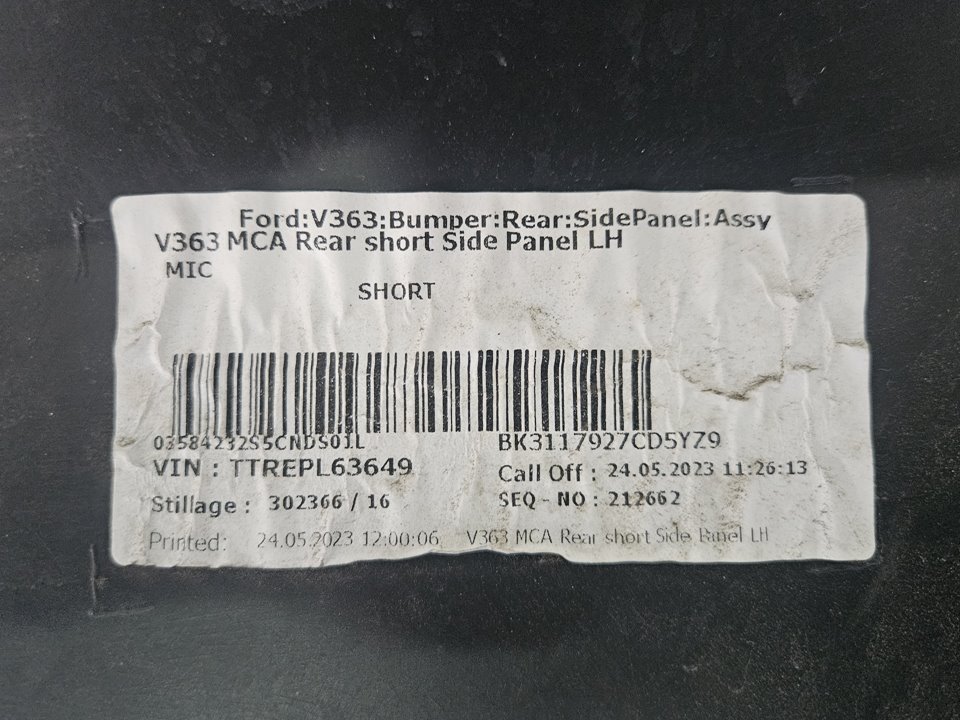 Ford:V363:Bumper:Rear:SidePanel:Assy
V363 MCA Rear short Side Panel LH
MIC
SHORT
03584232S5CNDS01L BK3117927CD5YZ9
VIN : TTREPL63649 Call Off : 24.05.2023 11:26:13
Stillage : 302366 / 16 SEQ - NO : 212662
Printed: 24.05.2023 12:00:06 V363 MCA Rear short Side Panel LH